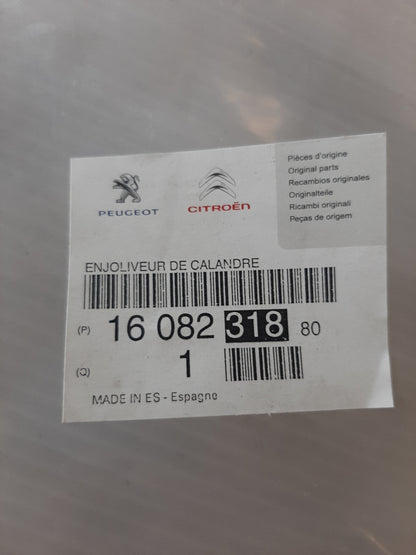 PEUGEOT
CITROËN
Pièces d'origine
Original parts
Recambios originales
Originalteile
Ricambi originali
Peças de origem
ENJOLIVEUR DE CALANDRE
(P) 16 082 318 80
(Q) 1
MADE IN ES - Espagne